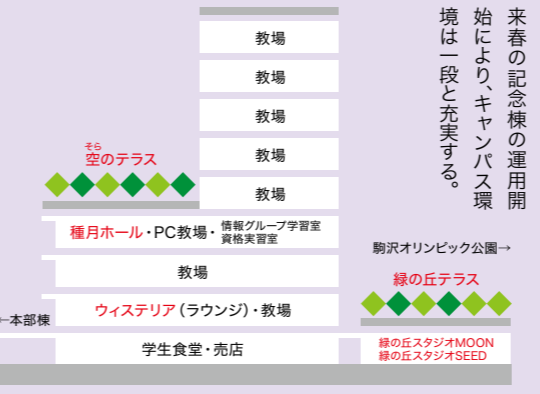 来春の記念棟の運用開
始により、キャンパス環
境は一段と充実する。
教場
教場
教場
教場
そら
空のテラス
教場
種月ホール・PC教場・情報グループ学習室
資格実習室
教場
駒沢オリンピック公園→
緑の丘テラス
ウィステリア（ラウンジ）・教場
←本部棟
学生食堂・売店
緑の丘スタジオMOON
緑の丘スタジオSEED